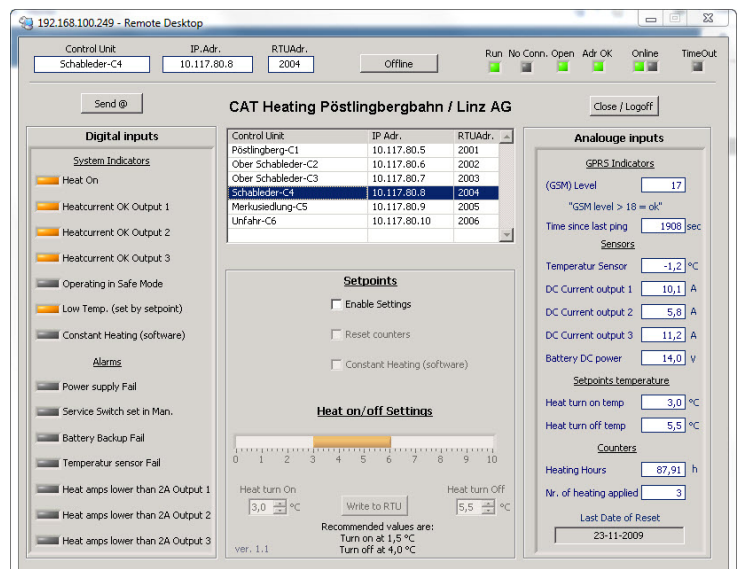 192.168.100.249 - Remote Desktop
Control Unit IP.Adr. RTUAdr. Run No Conn. Open Adr OK Online TimeOut
Schableder-C4 10.117.80.8 2004 Offline
Send @ CAT Heating Pöstlingbergbahn / Linz AG Close / Logoff
Digital inputs
System Indicators
Heat On
Heatcurrent OK Output 1
Heatcurrent OK Output 2
Heatcurrent OK Output 3
Operating in Safe Mode
Low Temp. (set by setpoint)
Constant Heating (software)
Alarms
Power supply Fail
Service Switch set in Man.
Battery Backup Fail
Temperatur sensor Fail
Heat amps lower than 2A Output 1
Heat amps lower than 2A Output 2
Heat amps lower than 2A Output 3
Control Uinit IP Adr. RTUAdr.
Pöstlingberg-C1 10.117.80.5 2001
Ober Schableder-C2 10.117.80.6 2002
Ober Schableder-C3 10.117.80.7 2003
Schableder-C4 10.117.80.8 2004
Merkusiedlung-C5 10.117.80.9 2005
Unfahr-C6 10.117.80.10 2006
Setpoints
Enable Settings
Reset counters
Constant Heating (software)
Heat on/off Settings
0 1 2 3 4 5 6 7 8 9 10
Heat turn On Heat turn Off
3,0 °C Write to RTU 5,5 °C
Recommended values are:
Turn on at 1,5 °C
ver. 1.1 Turn off at 4,0 °C
Analouge inputs
GPRS Indicators
(GSM) Level 17
"GSM level > 18 = ok"
Time since last ping 1908 sec
Sensors
Temperatur Sensor -1,2 °C
DC Current output 1 10,1 A
DC Current output 2 5,8 A
DC Current output 3 11,2 A
Battery DC power 14,0 V
Setpoints temperature
Heat turn on temp 3,0 °C
Heat turn off temp 5,5 °C
Counters
Heating Hours 87,91 h
Nr. of heating applied 3
Last Date of Reset
23-11-2009